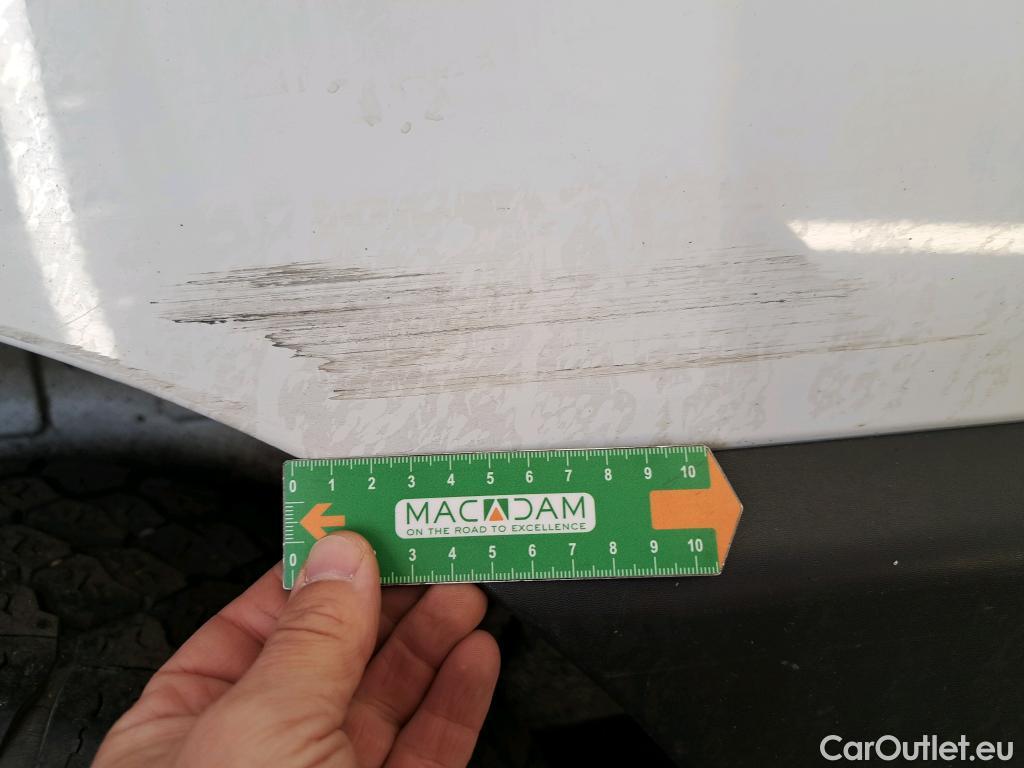 0 1 2 3 4 5 6 7 8 9 10
MACADAM
ON THE ROAD TO EXCELLENCE
0 3 4 5 6 7 8 9 10
CarOutlet.eu